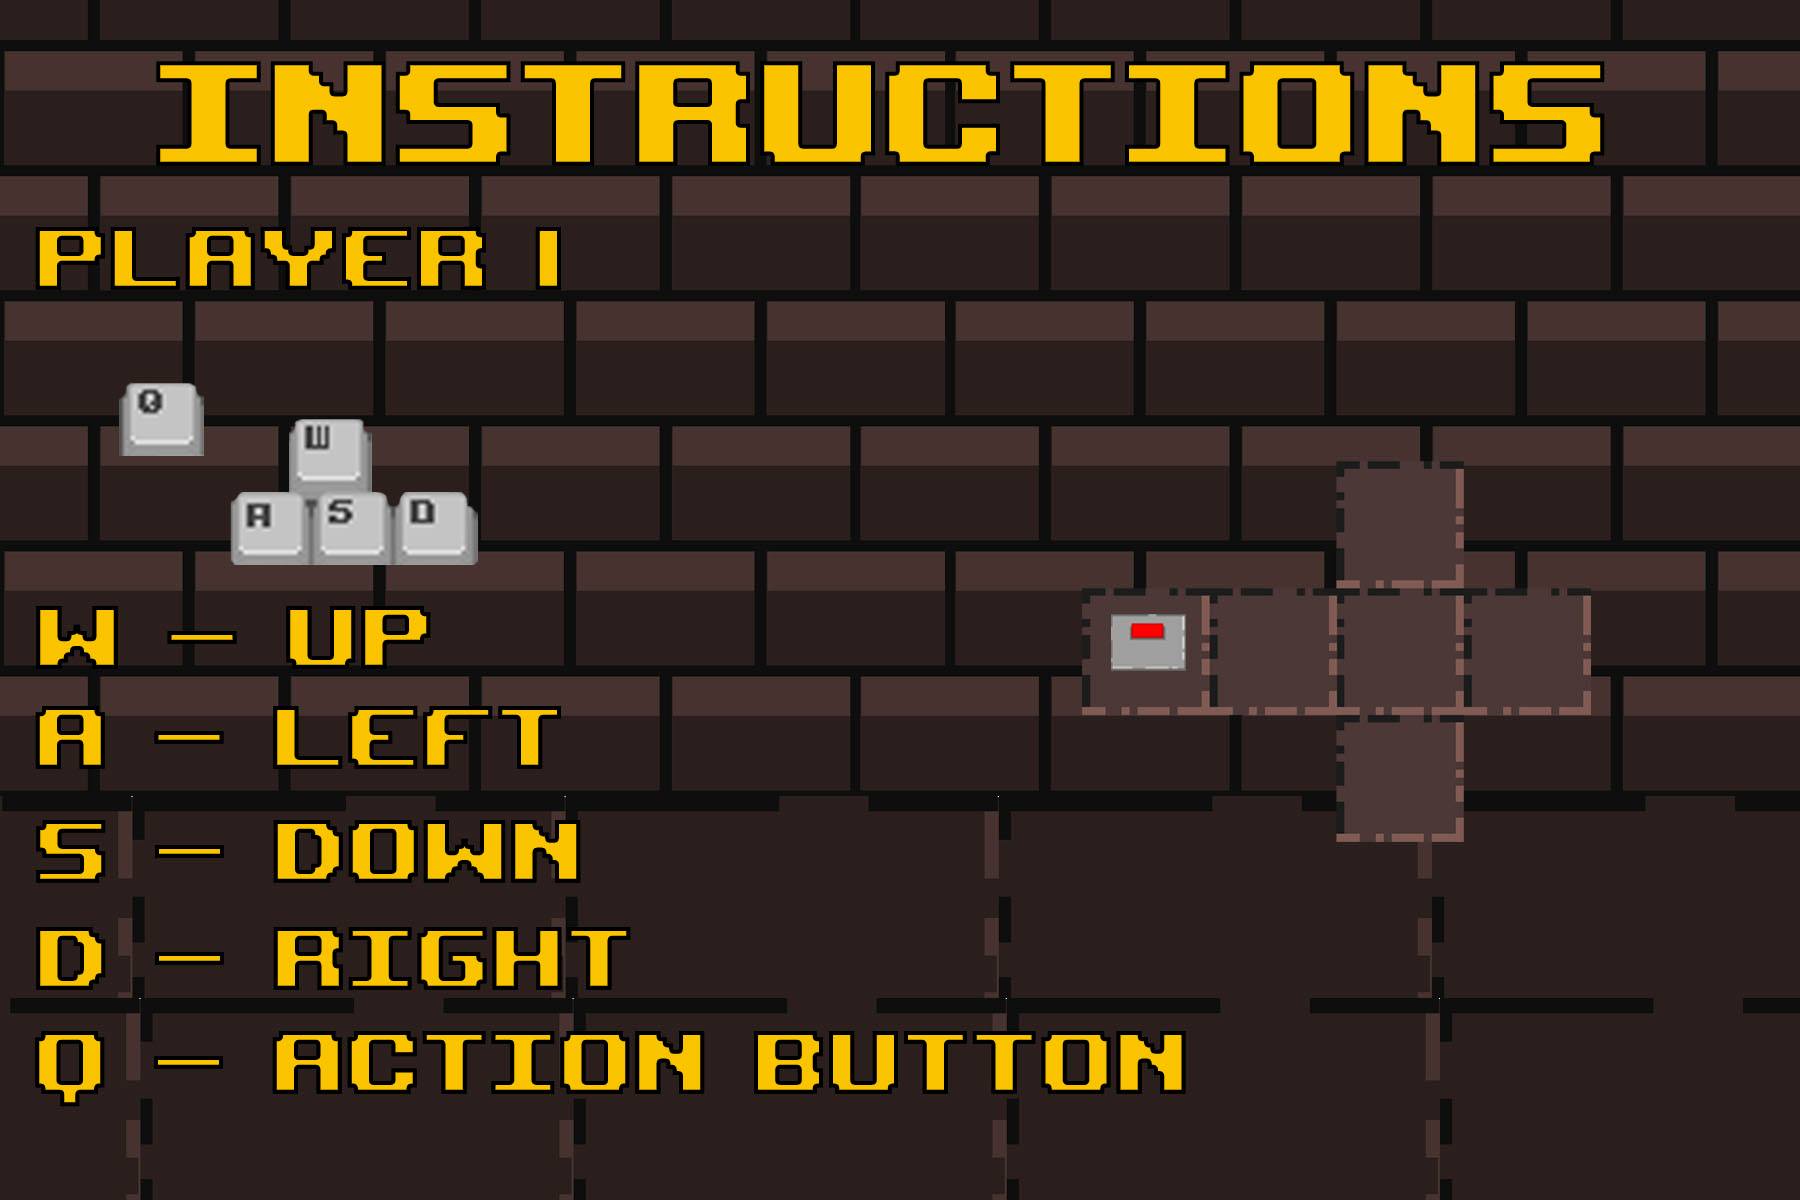 INSTRUCTIONS
PLAYER 1
Q
W
A S D
W - UP
A - LEFT
S - DOWN
D - RIGHT
Q - ACTION BUTTON